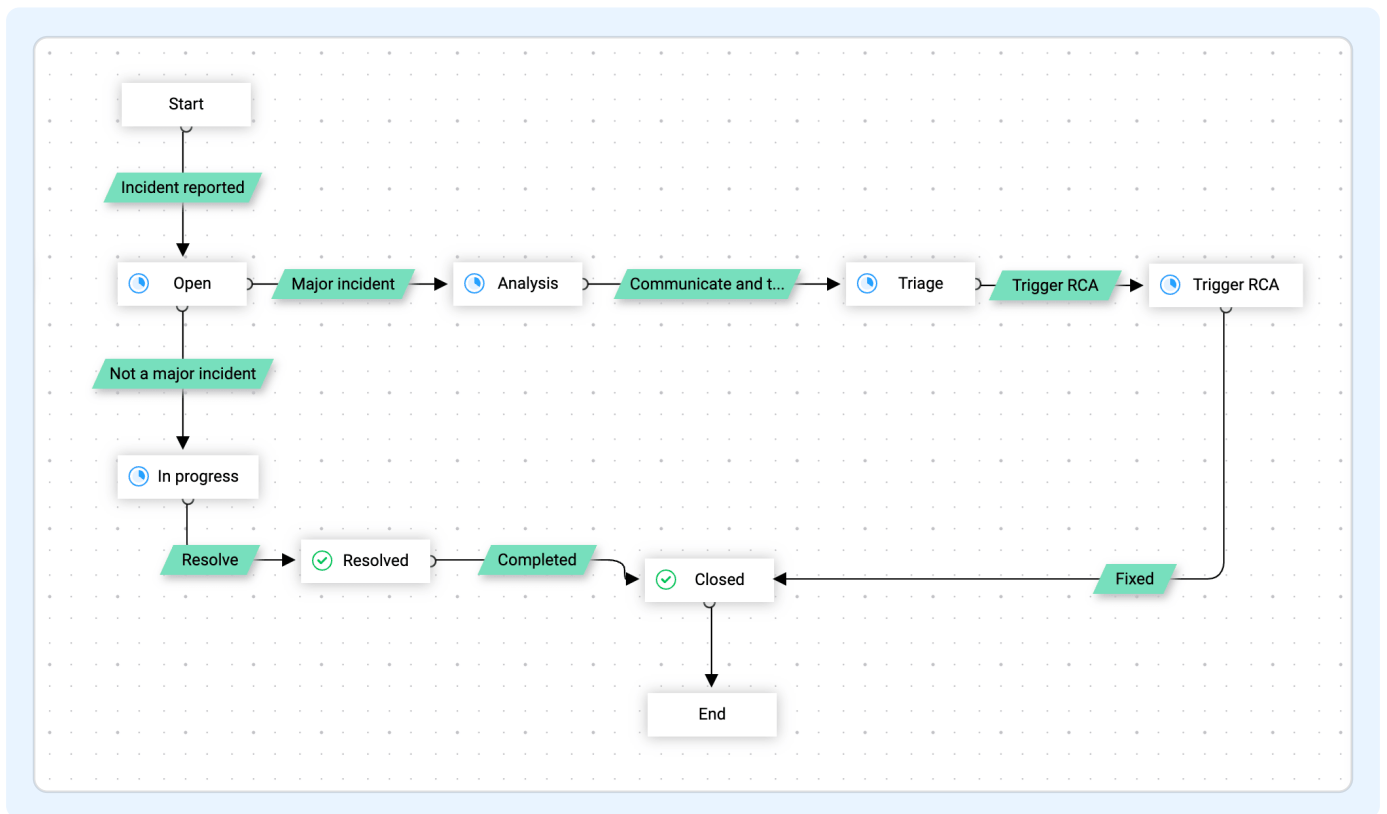 Start
Incident reported
Open
Major incident
Analysis
Communicate and t...
Triage
Trigger RCA
Trigger RCA
Not a major incident
In progress
Resolve
Resolved
Completed
Closed
Fixed
End